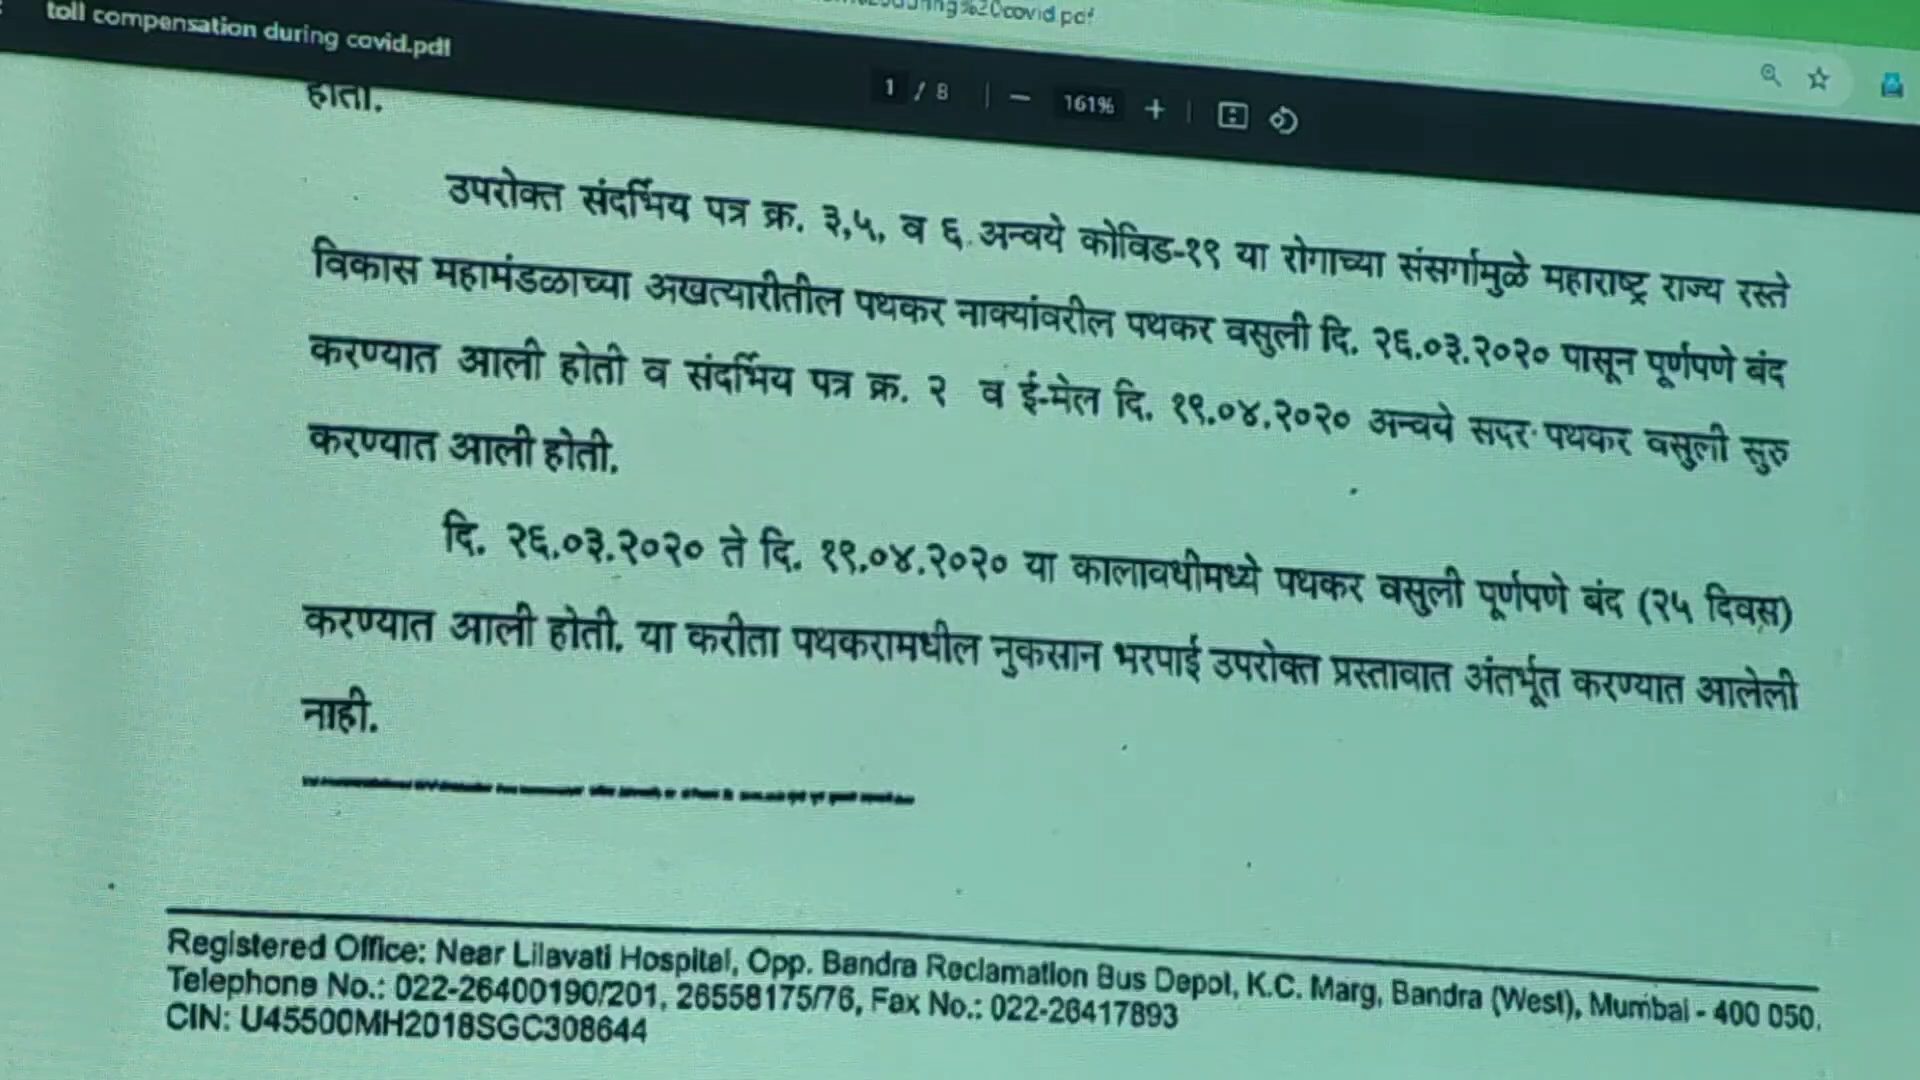 toll compensation during covid.pdf
%20covid.pdf
1 / 8
161%
होता.
उपरोक्त संदर्भिय पत्र क्र. ३,५, व ६ अन्वये कोविड-१९ या रोगाच्या संसर्गामुळे महाराष्ट्र राज्य रस्ते
विकास महामंडळाच्या अखत्यारीतील पथकर नाक्यांवरील पथकर वसुली दि. २६.०३.२०२० पासून पूर्णपणे बंद
करण्यात आली होती व संदर्भिय पत्र क्र. २ व ई-मेल दि. १९.०४.२०२० अन्वये सदर पथकर वसुली सुरु
करण्यात आली होती.
दि. २६.०३.२०२० ते दि. १९.०४.२०२० या कालावधीमध्ये पथकर वसुली पूर्णपणे बंद (२५ दिवस)
करण्यात आली होती. या करीता पथकरामधील नुकसान भरपाई उपरोक्त प्रस्तावात अंतर्भूत करण्यात आलेली
नाही.
Registered Office: Near Lilavati Hospital, Opp. Bandra Reclamation Bus Depot, K.C. Marg, Bandra (West), Mumbai - 400 050.
Telephone No.: 022-26400190/201, 26558175/76, Fax No.: 022-26417893
CIN: U45500MH2018SGC308644